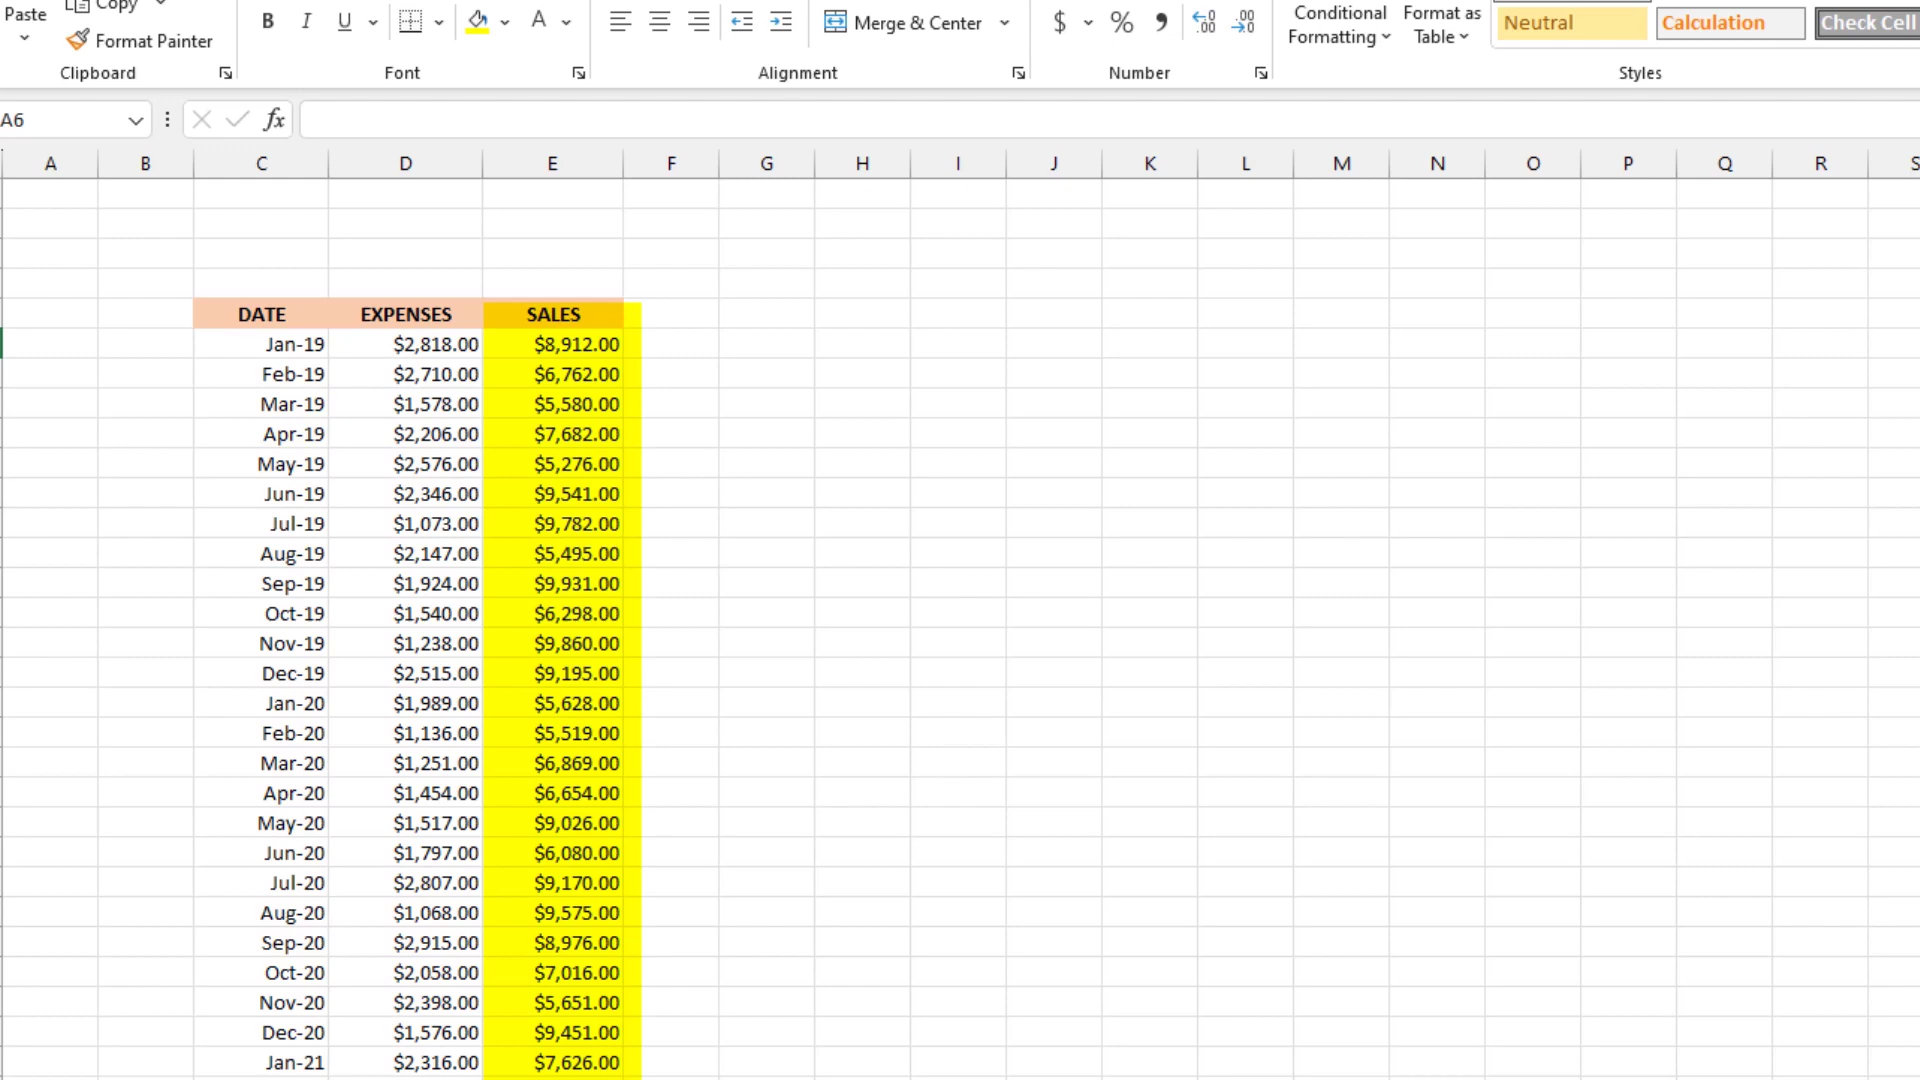 Paste
Copy
Format Painter
Clipboard
B I U A
Font
Merge & Center
Alignment
$ % 9 .00 .00
Number
Conditional Formatting
Format as Table
Neutral Calculation Check Cell
Styles
A6 fx
A B C D E F G H I J K L M N O P Q R S
DATE EXPENSES SALES
Jan-19 $2,818.00 $8,912.00
Feb-19 $2,710.00 $6,762.00
Mar-19 $1,578.00 $5,580.00
Apr-19 $2,206.00 $7,682.00
May-19 $2,576.00 $5,276.00
Jun-19 $2,346.00 $9,541.00
Jul-19 $1,073.00 $9,782.00
Aug-19 $2,147.00 $5,495.00
Sep-19 $1,924.00 $9,931.00
Oct-19 $1,540.00 $6,298.00
Nov-19 $1,238.00 $9,860.00
Dec-19 $2,515.00 $9,195.00
Jan-20 $1,989.00 $5,628.00
Feb-20 $1,136.00 $5,519.00
Mar-20 $1,251.00 $6,869.00
Apr-20 $1,454.00 $6,654.00
May-20 $1,517.00 $9,026.00
Jun-20 $1,797.00 $6,080.00
Jul-20 $2,807.00 $9,170.00
Aug-20 $1,068.00 $9,575.00
Sep-20 $2,915.00 $8,976.00
Oct-20 $2,058.00 $7,016.00
Nov-20 $2,398.00 $5,651.00
Dec-20 $1,576.00 $9,451.00
Jan-21 $2,316.00 $7,626.00